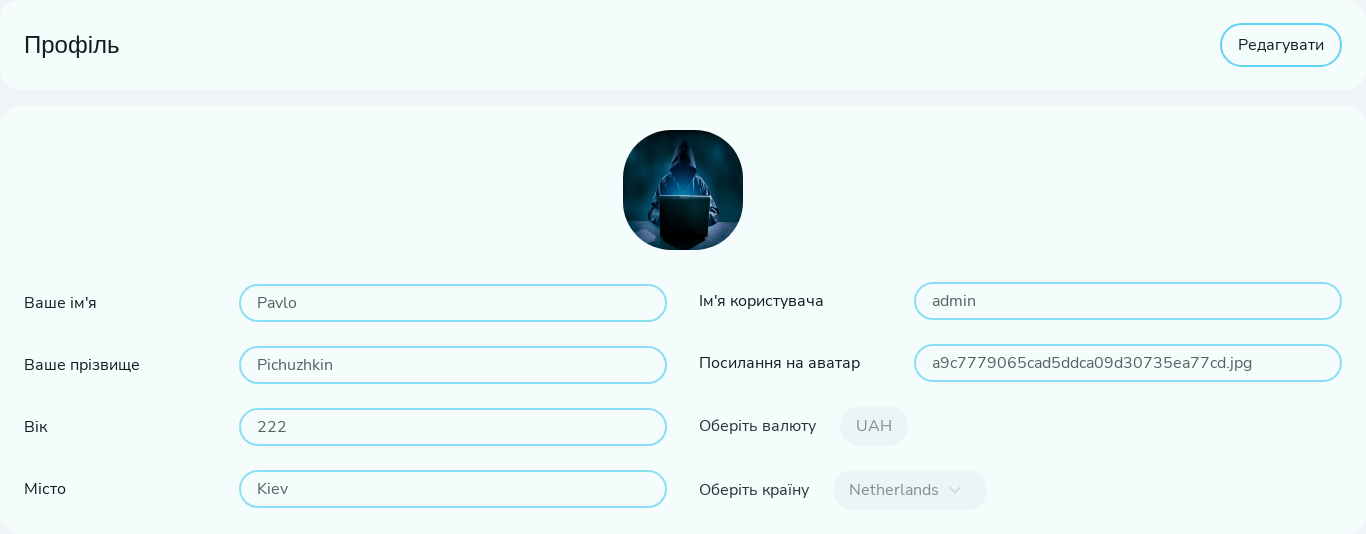 Профіль
Редагувати
Ваше ім'я
Pavlo
Ваше прізвище
Pichuzhkin
Вік
222
Місто
Kiev
Ім'я користувача
admin
Посилання на аватар
a9c7779065cad5ddca09d30735ea77cd.jpg
Оберіть валюту
UAH
Оберіть країну
Netherlands